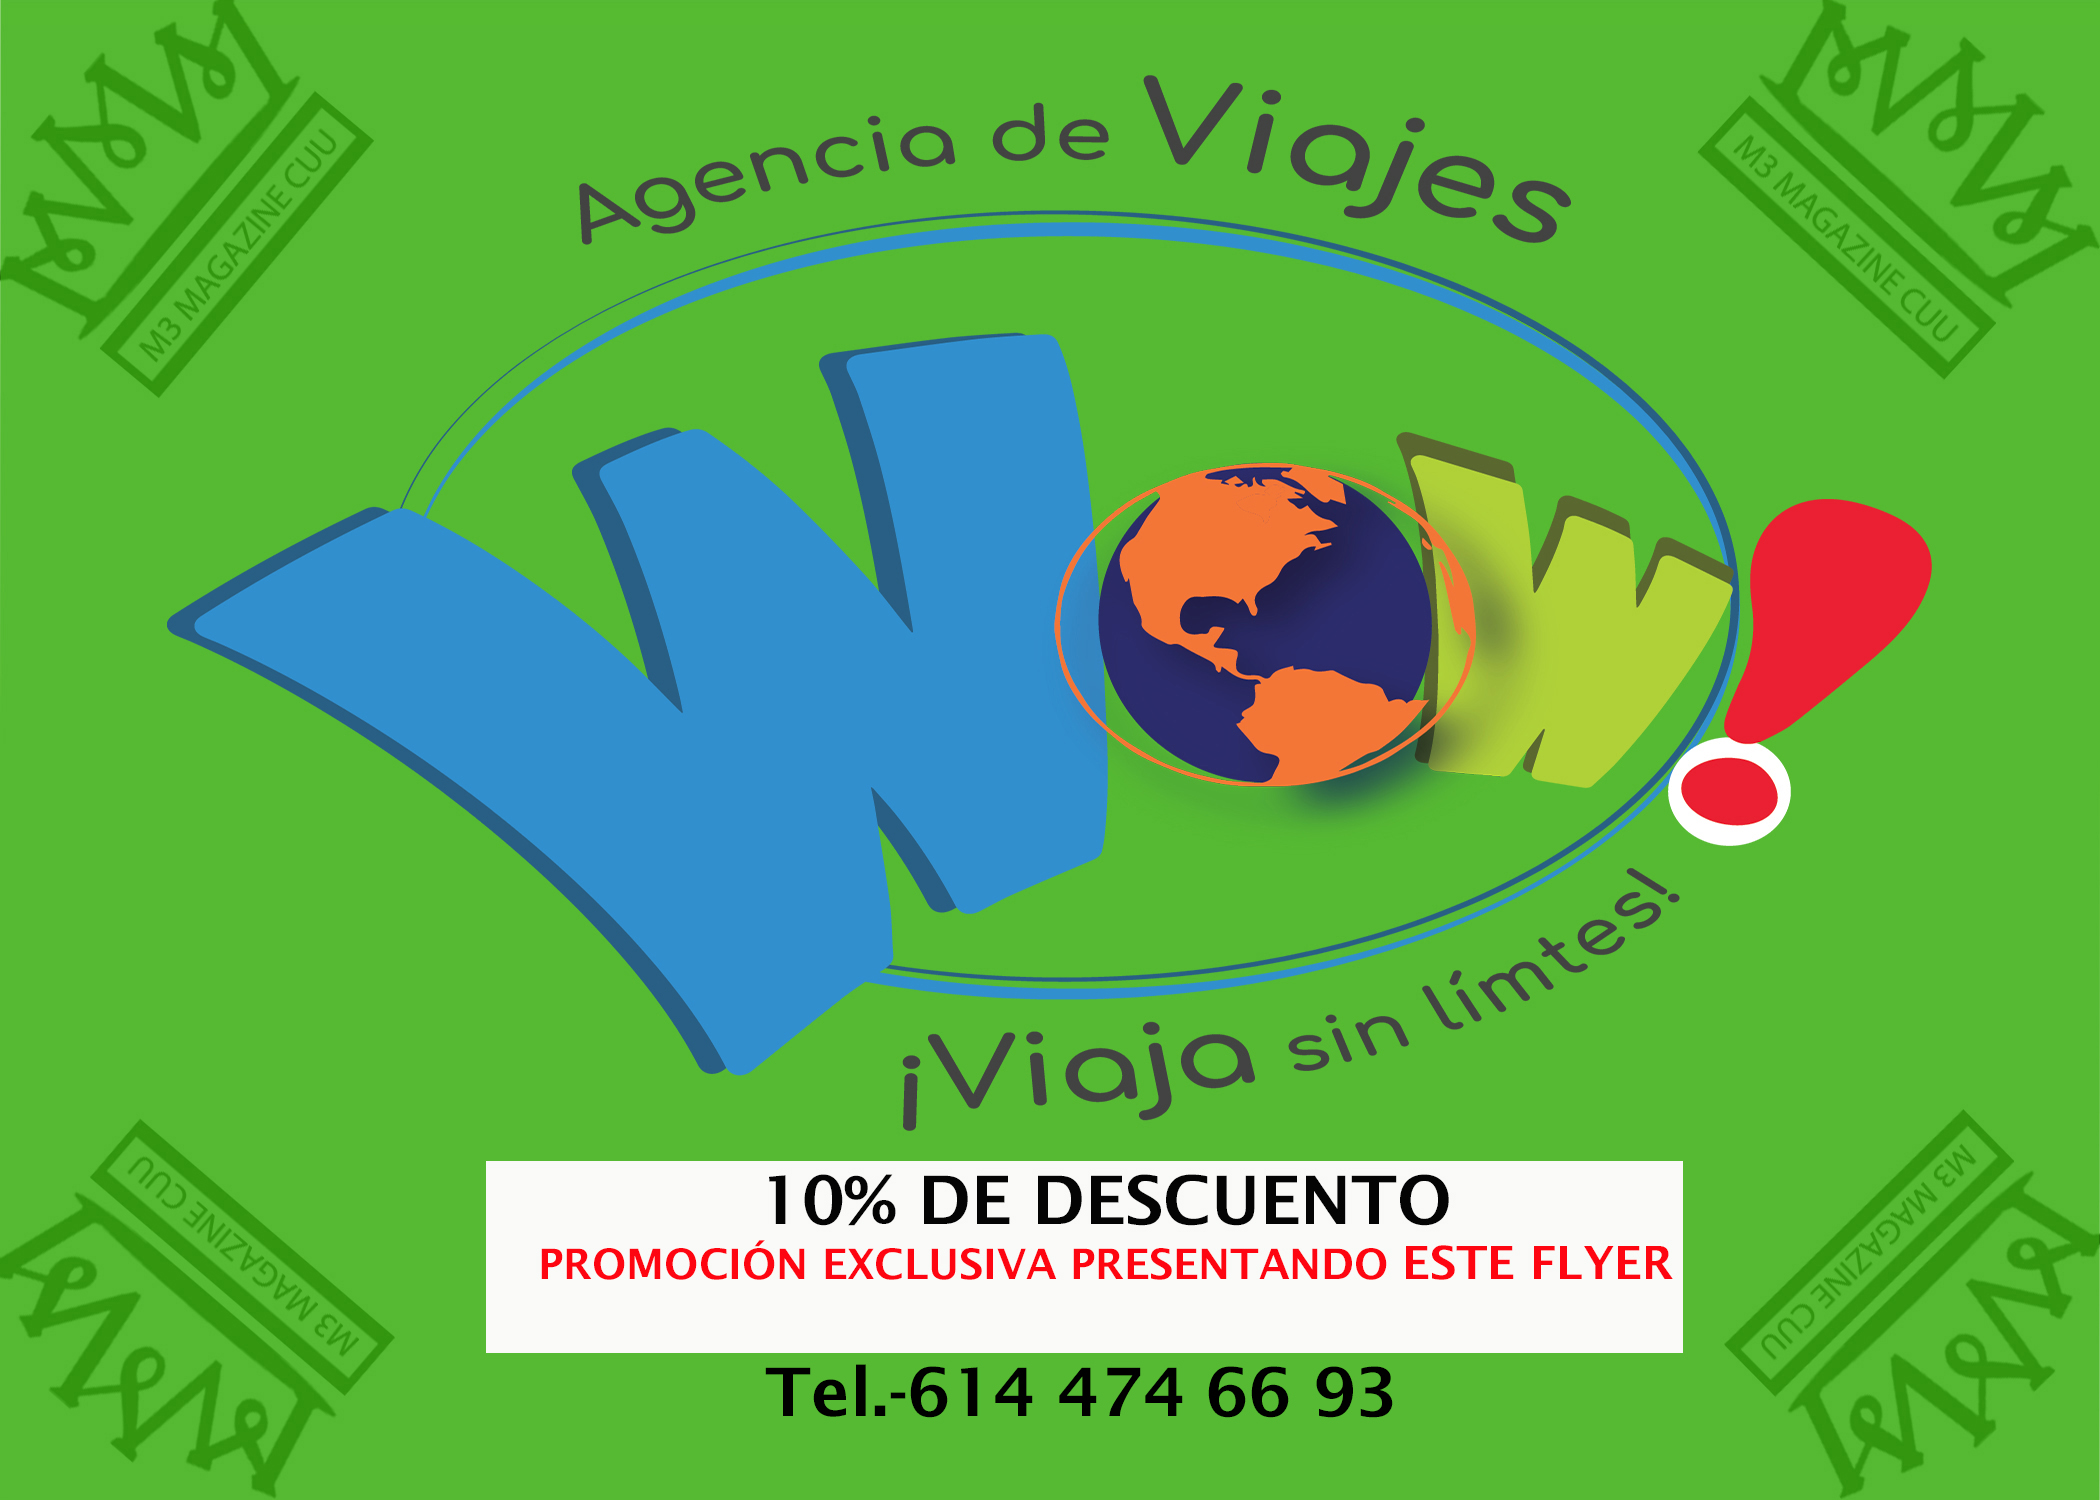 M3 MAGAZINE CUU
M3 MAGAZINE CUU
Agencia de Viajes
WOW!
¡Viaja sin límtes!
10% DE DESCUENTO
PROMOCIÓN EXCLUSIVA PRESENTANDO ESTE FLYER
Tel.-614 474 66 93
M3 MAGAZINE CUU
M3 MAGAZINE CUU